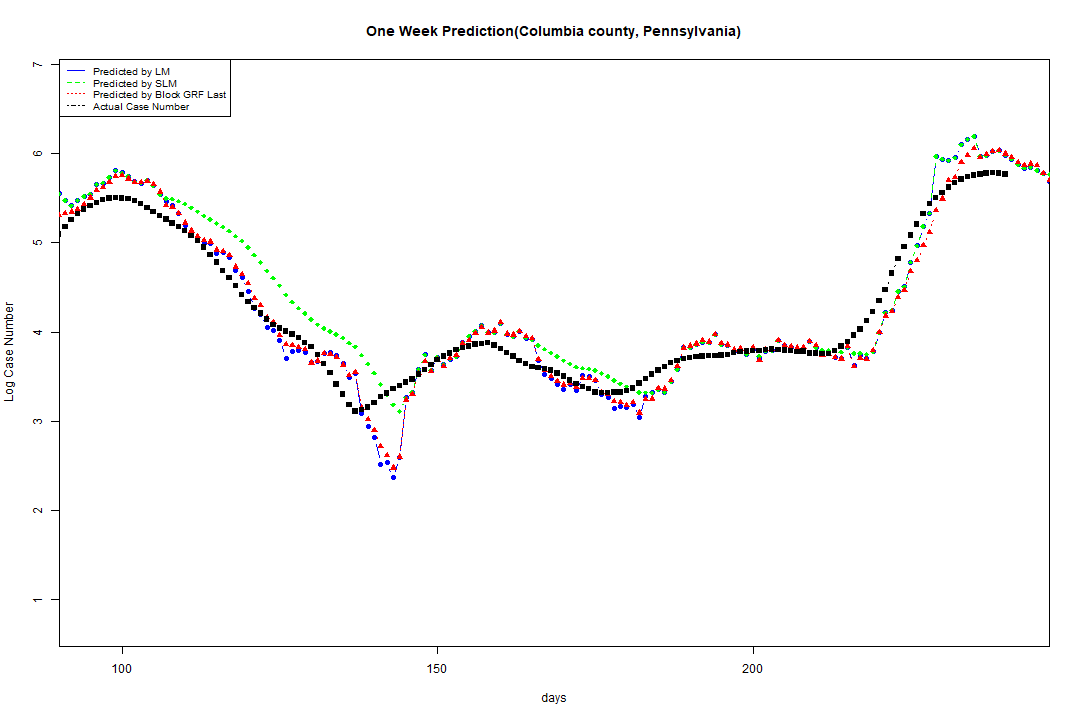 One Week Prediction(Columbia county, Pennsylvania)
Predicted by LM
Predicted by SLM
Predicted by Block GRF Last
Actual Case Number
7
6
5
4
3
2
1
Log Case Number
100 150 200
days